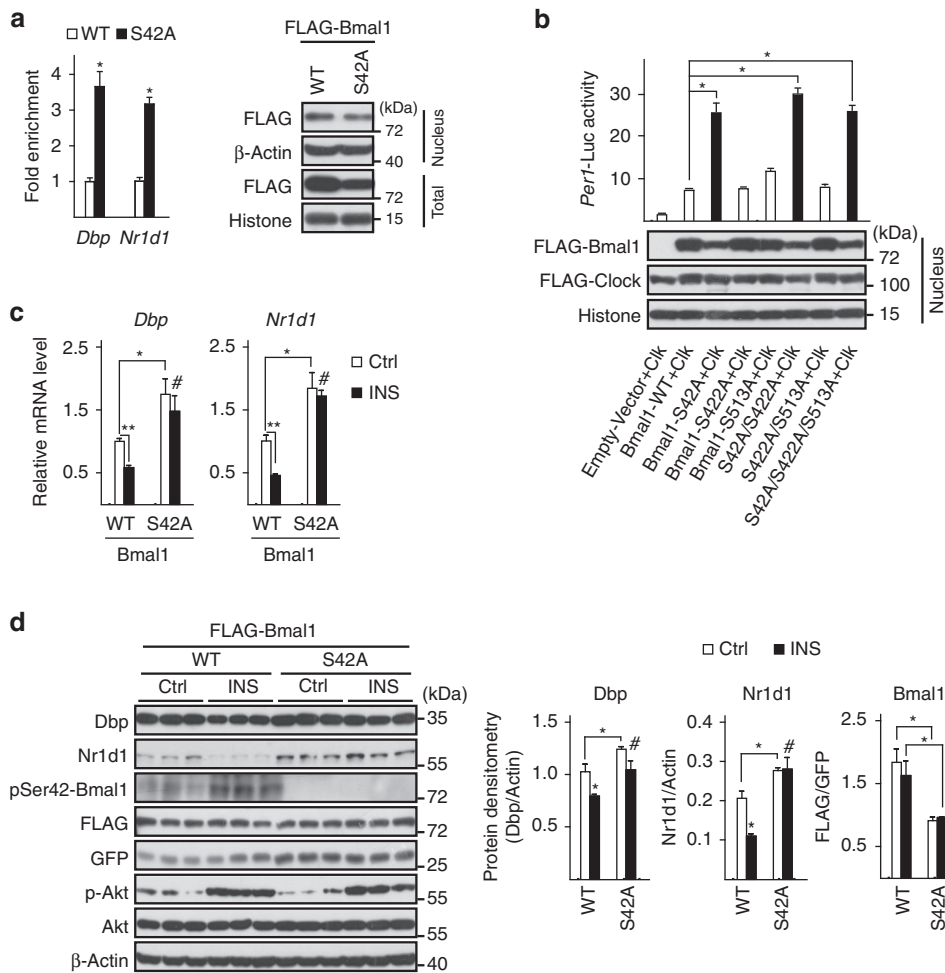 a
WT S42A
Fold enrichment
4
3
2
1
* *
Dbp Nr1d1
FLAG-Bmal1
WT S42A
(kDa)
FLAG
72
β-Actin
40
Nucleus
FLAG
72
Histone
15
Total
b
Per1-Luc activity
30
20
10
* * *
FLAG-Bmal1
(kDa)
72
FLAG-Clock
100
Histone
15
Nucleus
Empty-Vector+Clk
Bmal1-WT+Clk
Bmal1-S42A+Clk
Bmal1-S422A+Clk
Bmal1-S513A+Clk
S42A/S422A+Clk
S422A/S513A+Clk
S42A/S422A/S513A+Clk
c
Dbp
Nr1d1
Relative mRNA level
2.5
1.5
0.5
* ** #
WT S42A
Bmal1
2.5
1.5
0.5
* ** #
WT S42A
Bmal1
Ctrl
INS
d
FLAG-Bmal1
WT S42A
Ctrl INS Ctrl INS
(kDa)
Dbp 35
Nr1d1 55
pSer42-Bmal1 72
FLAG 72
GFP 25
p-Akt 55
Akt 55
β-Actin 40
Ctrl INS
Dbp
Protein densitometry
(Dbp/Actin)
1.5
1.0
0.5
* * #
WT S42A
Nr1d1
Nr1d1/Actin
0.4
0.3
0.2
0.1
* * #
WT S42A
Bmal1
FLAG/GFP
2.5
1.5
0.5
* *
WT S42A